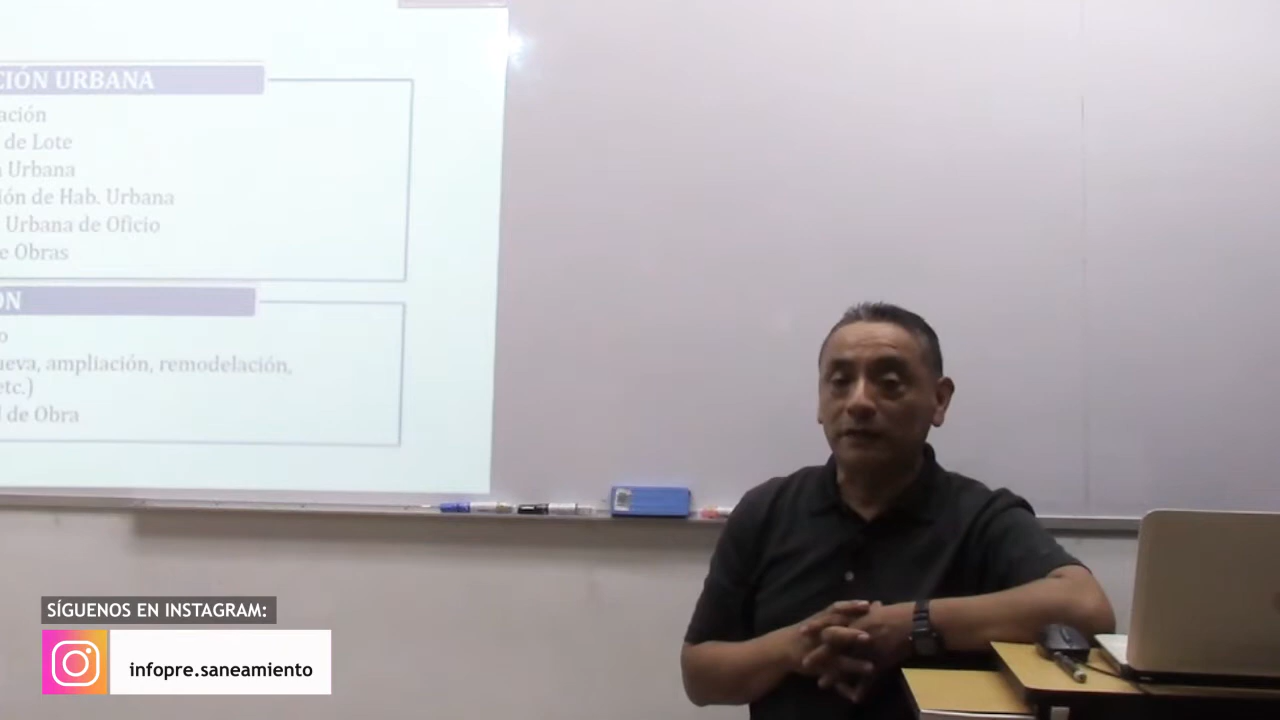 CIÓN URBANA
ación
de Lote
Urbana
ión de Hab. Urbana
Urbana de Oficio
e Obras
ÓN
o
ueva, ampliación, remodelación,
etc.)
de Obra
SÍGUENOS EN INSTAGRAM:
infopre.saneamiento